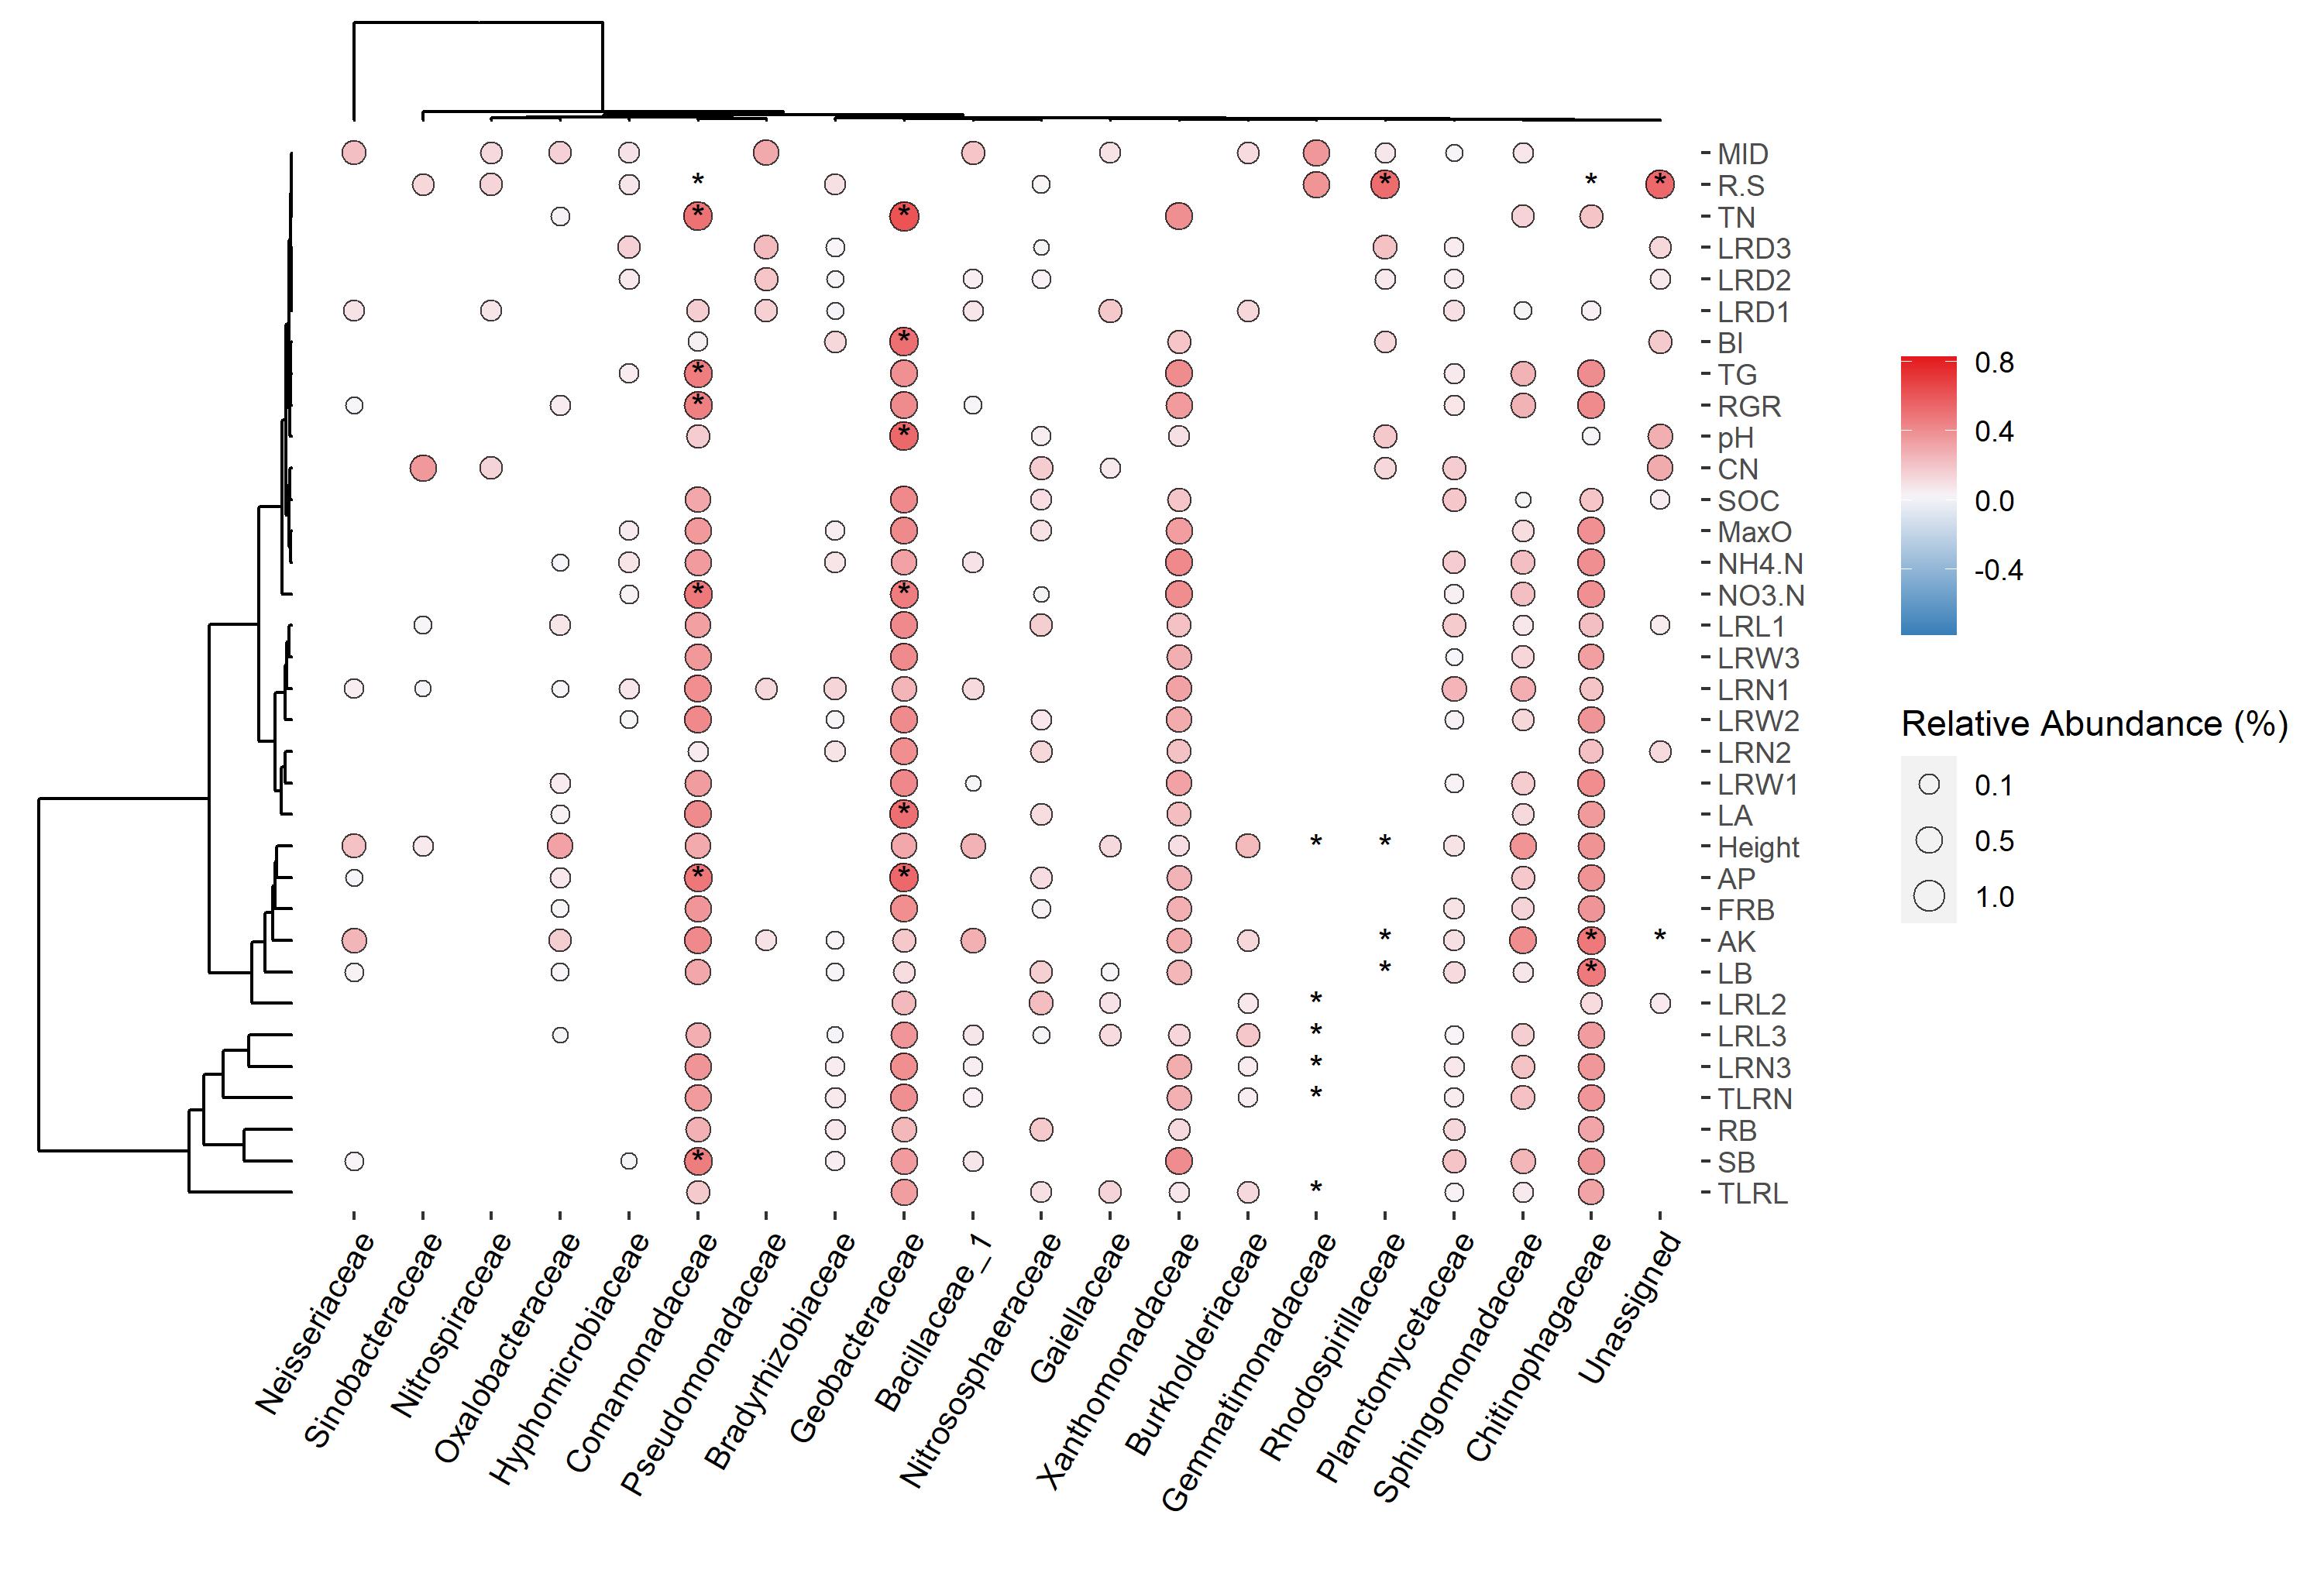 MID
R.S
TN
LRD3
LRD2
LRD1
BI
TG
RGR
pH
CN
SOC
MaxO
NH4.N
NO3.N
LRL1
LRW3
LRN1
LRW2
LRN2
LRW1
LA
Height
AP
FRB
AK
LB
LRL2
LRL3
LRN3
TLRN
RB
SB
TLRL
Neisseriaceae
Sinobacteraceae
Nitrospiraceae
Oxalobacteraceae
Hyphomicrobiaceae
Comamonadaceae
Pseudomonadaceae
Bradyrhizobiaceae
Geobacteraceae
Bacillaceae_1
Nitrososphaeraceae
Gaiellaceae
Xanthomonadaceae
Burkholderiaceae
Gemmatimonadaceae
Rhodospirillaceae
Planctomycetaceae
Sphingomonadaceae
Chitinophagaceae
Unassigned
0.8
0.4
0.0
-0.4
Relative Abundance (%)
0.1
0.5
1.0